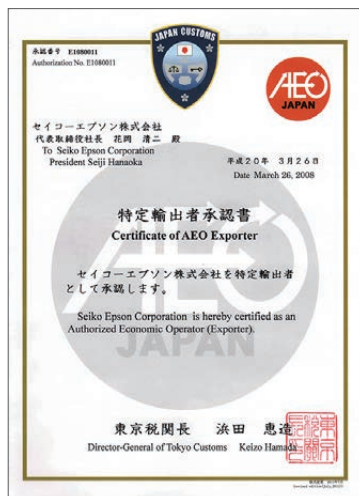 JAPAN CUSTOMS
承認番号 E1080011
Authorization No. E1080011
AEO
JAPAN
セイコーエプソン株式会社
代表取締役社長 花岡 清二 殿
To Seiko Epson Corporation
President Seiji Hanaoka
平成20年 3月26日
Date March 26, 2008
特定輸出者承認書
Certificate of AEO Exporter
セイコーエプソン株式会社を特定輸出者
として承認します。
Seiko Epson Corporation is hereby certified as an
Authorized Economic Operator (Exporter).
AEO
JAPAN
東京税関長 浜田 恵造
Director-General of Tokyo Customs Keizo Hamada